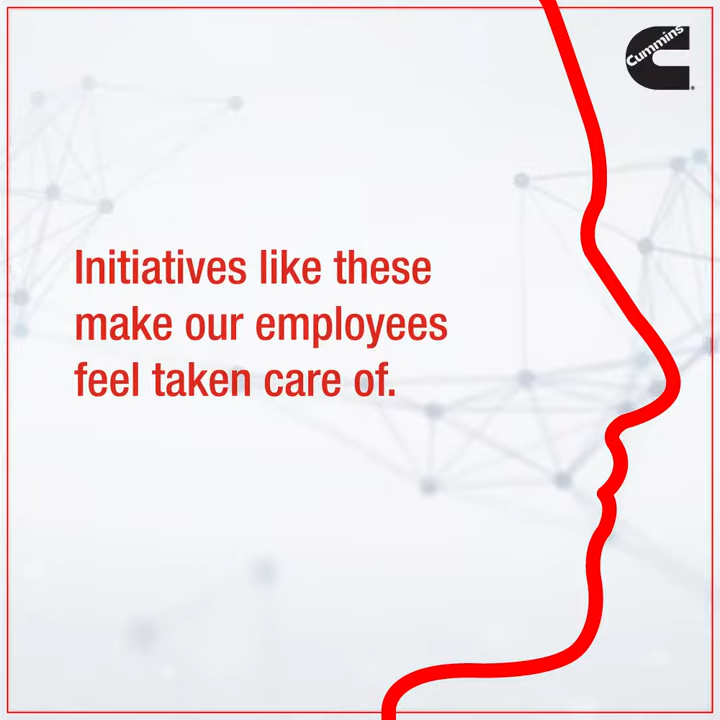 Cummins
Initiatives like these
make our employees
feel taken care of.